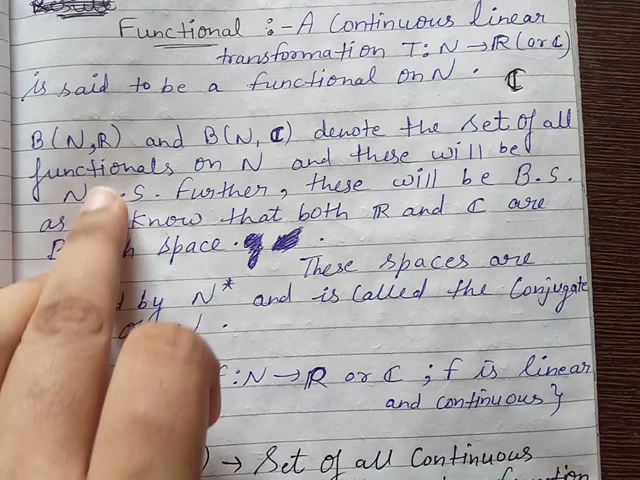 Functional :- A Continuous linear
transformation T: N → ℝ (or ℂ)
is said to be a functional on N. ℂ
B(N,ℝ) and B(N,ℂ) denote the set of all
functionals on N and these will be
N .S. Further, these will be B.S.
as know that both ℝ and ℂ are
space.
These spaces are
by N* and is called the Conjugate
f: N → ℝ or ℂ ; f is linear
and continuous}
) → Set of all Continuous